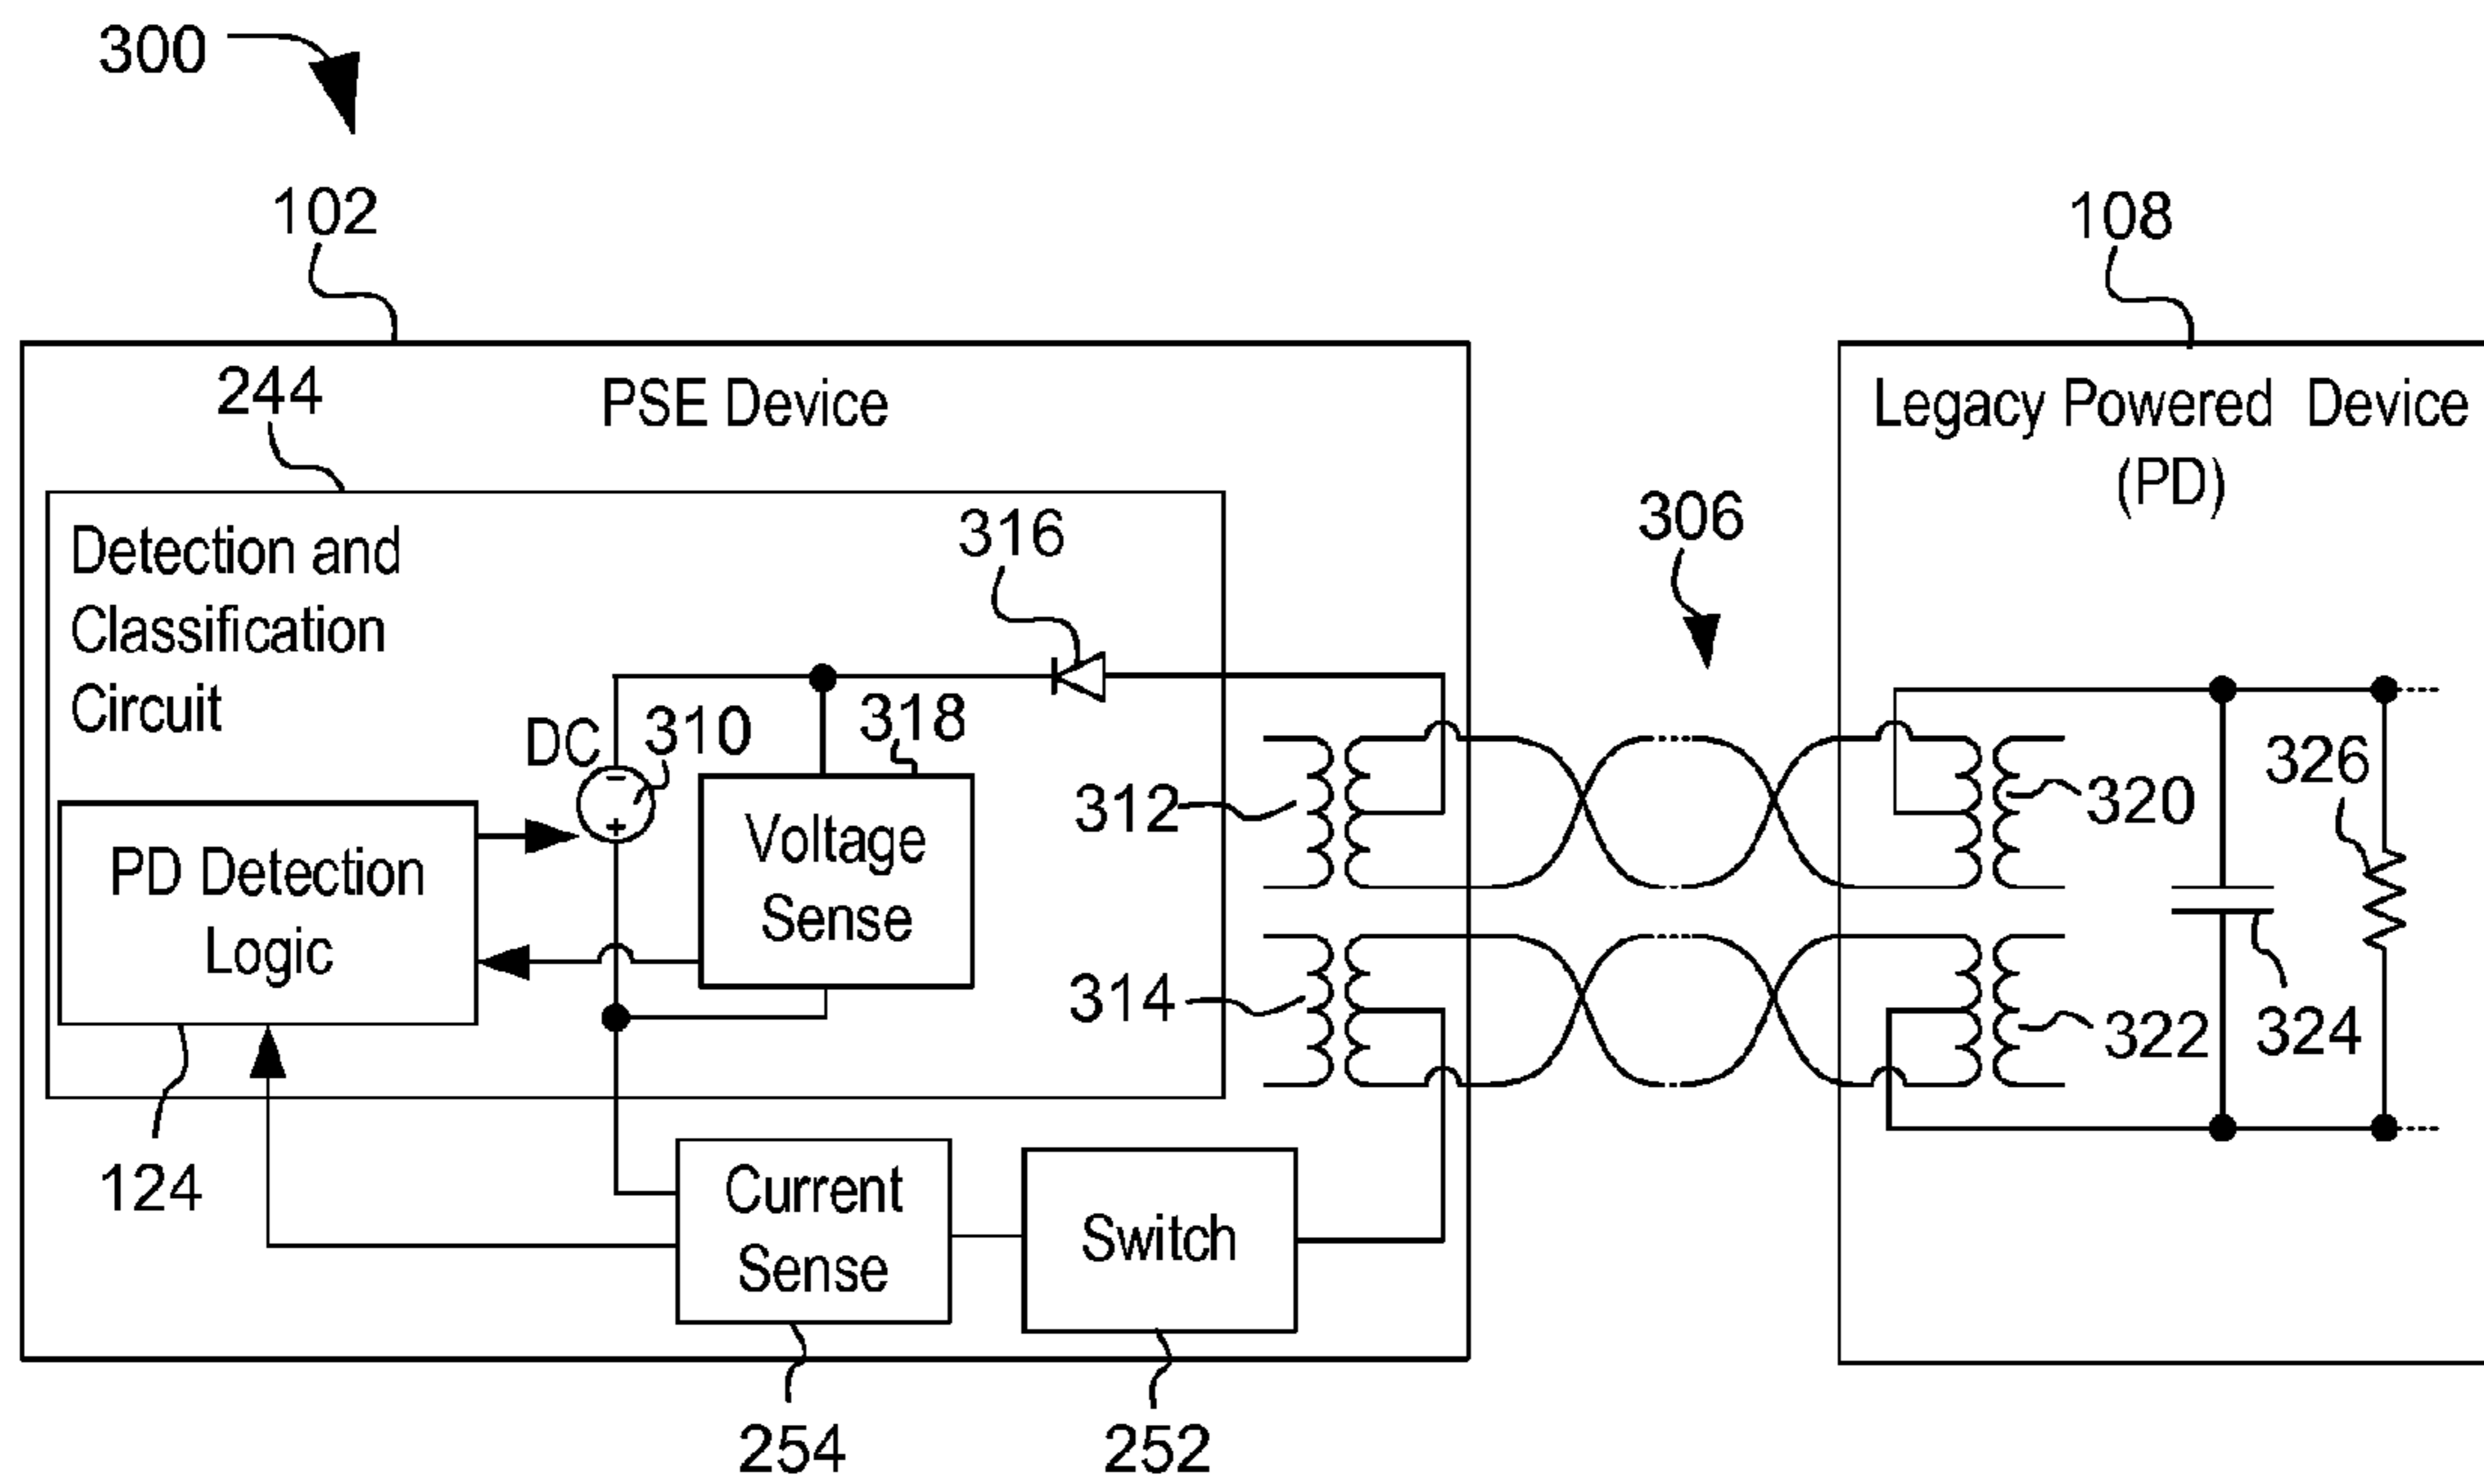 300
102
108
244
PSE Device
Legacy Powered Device
(PD)
306
316
Detection and
Classification
Circuit
DC
-
+
310
318
326
312
320
Voltage
Sense
PD Detection
Logic
314
322
324
124
Current
Sense
Switch
254
252